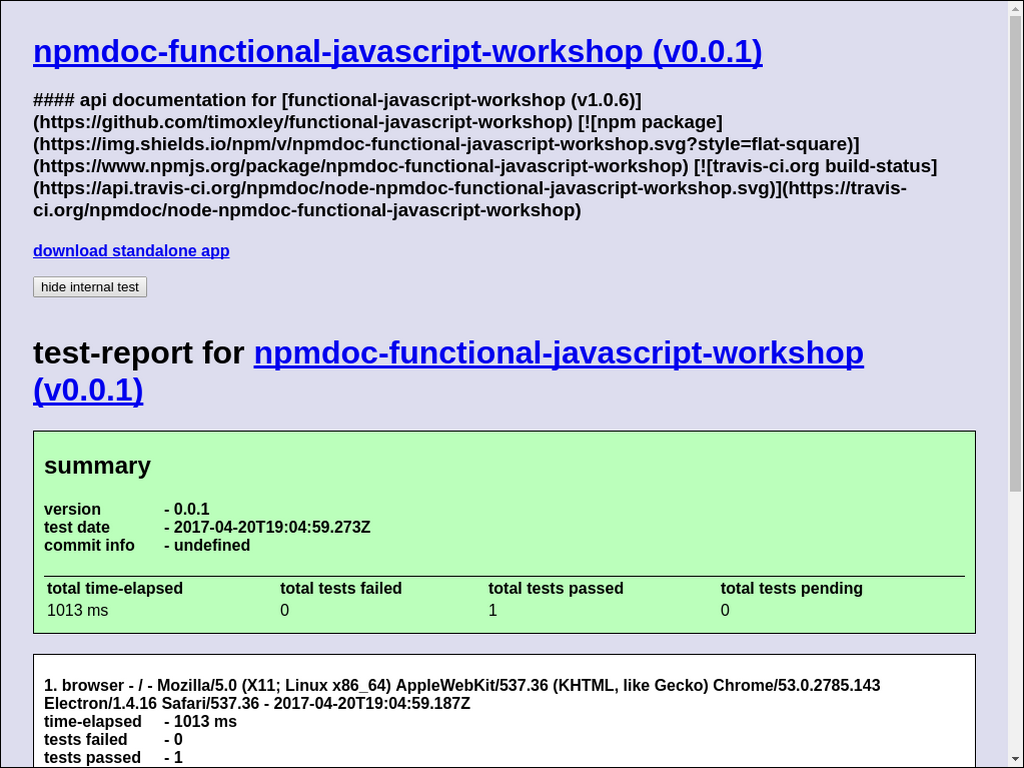 npmdoc-functional-javascript-workshop (v0.0.1)
#### api documentation for [functional-javascript-workshop (v1.0.6)]
(https://github.com/timoxley/functional-javascript-workshop) [![npm package]
(https://img.shields.io/npm/v/npmdoc-functional-javascript-workshop.svg?style=flat-square)]
(https://www.npmjs.org/package/npmdoc-functional-javascript-workshop) [![travis-ci.org build-status]
(https://api.travis-ci.org/npmdoc/node-npmdoc-functional-javascript-workshop.svg)](https://travis-
ci.org/npmdoc/node-npmdoc-functional-javascript-workshop)
download standalone app
hide internal test
test-report for npmdoc-functional-javascript-workshop
(v0.0.1)
summary
version - 0.0.1
test date - 2017-04-20T19:04:59.273Z
commit info - undefined
total time-elapsed total tests failed total tests passed total tests pending
1013 ms 0 1 0
1. browser - / - Mozilla/5.0 (X11; Linux x86_64) AppleWebKit/537.36 (KHTML, like Gecko) Chrome/53.0.2785.143
Electron/1.4.16 Safari/537.36 - 2017-04-20T19:04:59.187Z
time-elapsed - 1013 ms
tests failed - 0
tests passed - 1